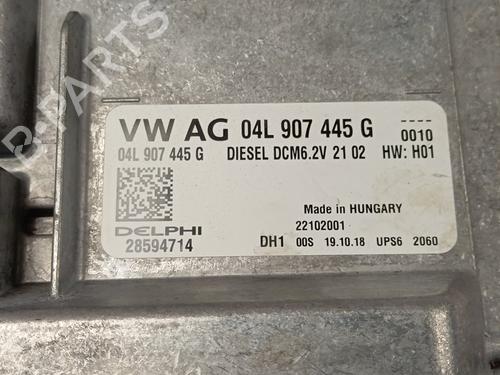 VW AG 04L 907 445 G
----
0010
04L 907 445 G DIESEL DCM6.2V 21 02 HW: H01
Made in HUNGARY
22102001
DELPHI
28594714
DH1 00S 19.10.18 UPS6 2060